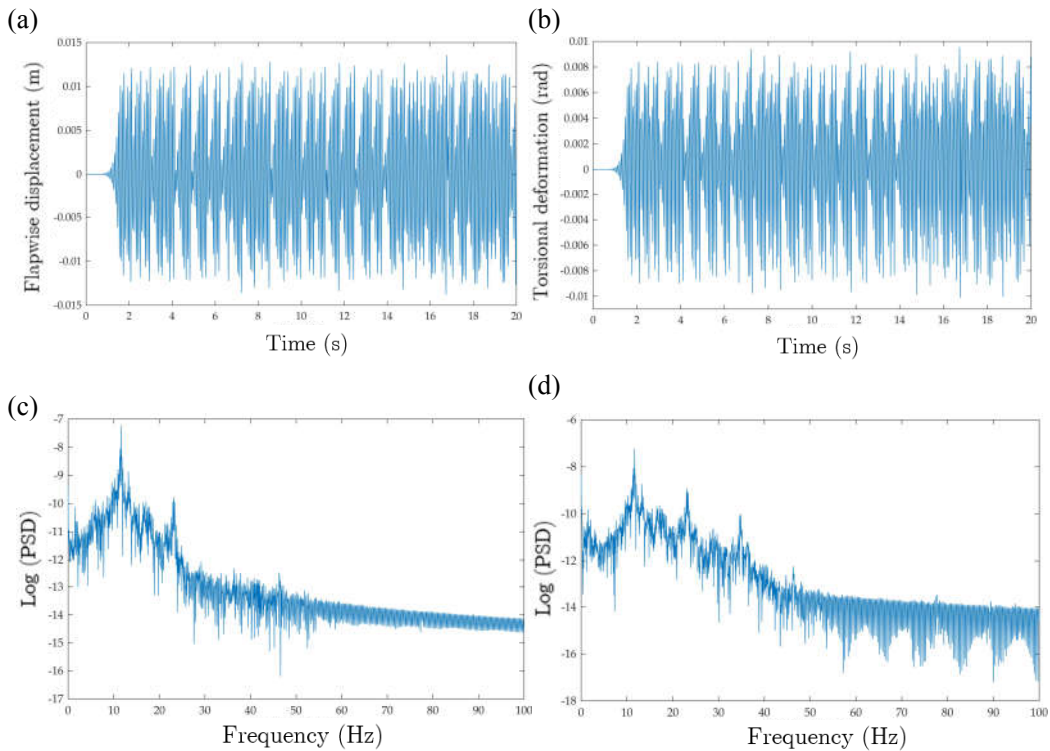 (a)
0.015
0.01
0.005
0
-0.005
-0.01
-0.015
Flapwise displacement (m)
0 2 4 6 8 10 12 14 16 18 20
Time (s)
(b)
0.01
0.008
0.006
0.004
0.002
0
-0.002
-0.004
-0.006
-0.008
-0.01
Torsional deformation (rad)
0 2 4 6 8 10 12 14 16 18 20
Time (s)
(c)
-7
-8
-9
-10
-11
-12
-13
-14
-15
-16
-17
Log (PSD)
0 10 20 30 40 50 60 70 80 90 100
Frequency (Hz)
(d)
-6
-8
-10
-12
-14
-16
-18
Log (PSD)
0 10 20 30 40 50 60 70 80 90 100
Frequency (Hz)